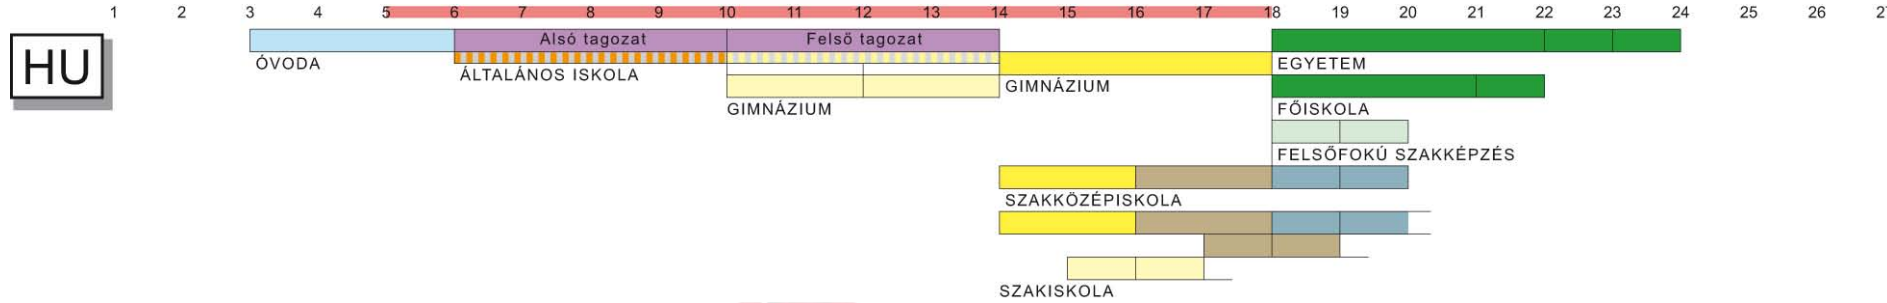 1 2 3 4 5 6 7 8 9 10 11 12 13 14 15 16 17 18 19 20 21 22 23 24 25 26
HU
Alsó tagozat Felső tagozat
ÓVODA
ÁLTALÁNOS ISKOLA
EGYETEM
GIMNÁZIUM
GIMNÁZIUM
FŐISKOLA
FELSŐFOKÚ SZAKKÉPZÉS
SZAKKÖZÉPISKOLA
SZAKISKOLA